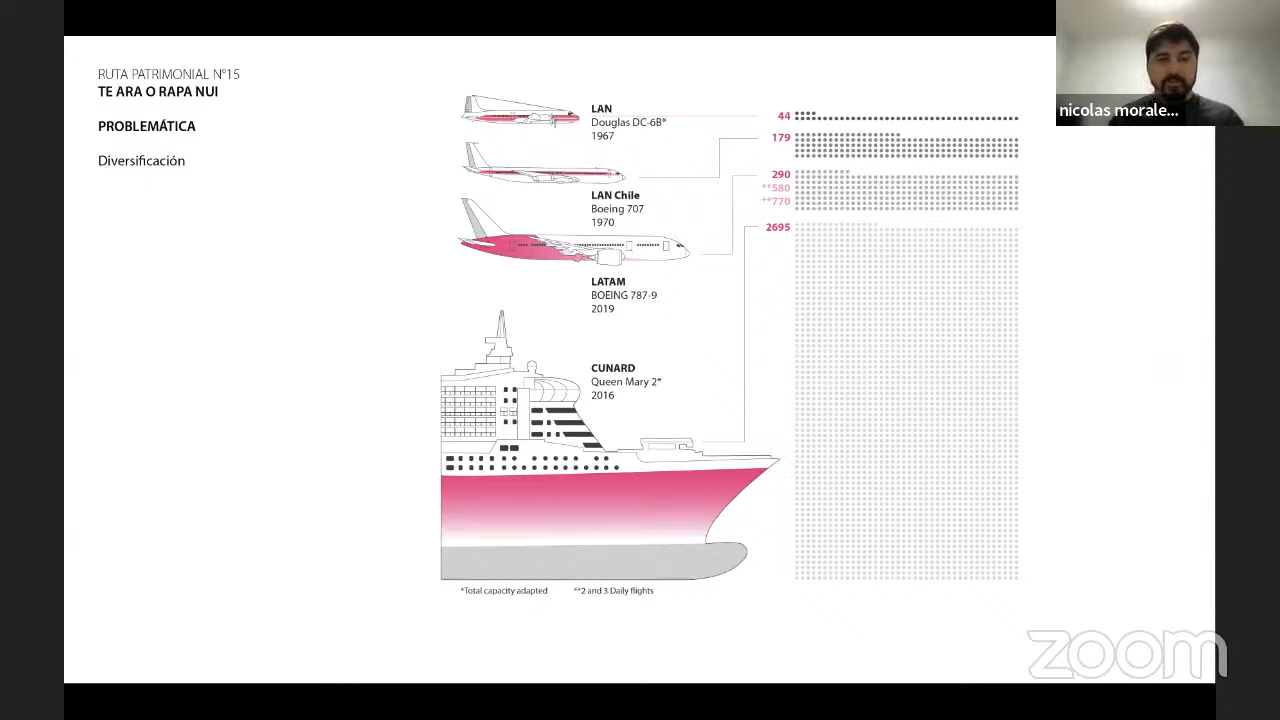 RUTA PATRIMONIAL N°15
TE ARA O RAPA NUI
PROBLEMÁTICA
Diversificación
LAN
Douglas DC-6B*
1967
LAN Chile
Boeing 707
1970
LATAM
BOEING 787-9
2019
CUNARD
Queen Mary 2*
2016
44
179
290
**580
**770
2695
*Total capacity adapted
**2 and 3 Daily flights
nicolas morale...
zoom